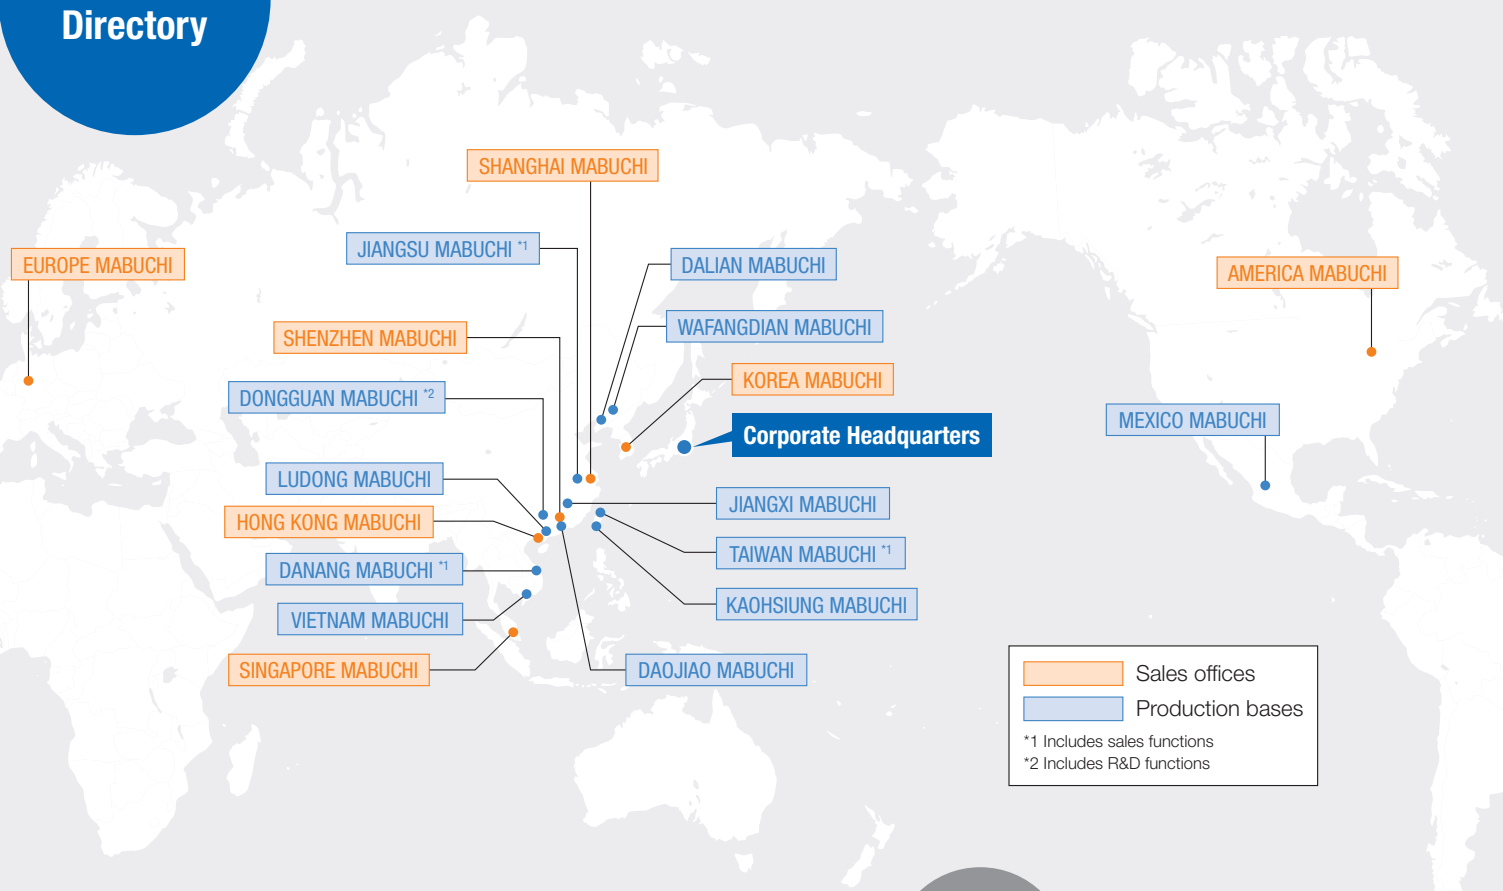 Directory
SHANGHAI MABUCHI
JIANGSU MABUCHI *1
EUROPE MABUCHI
DALIAN MABUCHI
AMERICA MABUCHI
SHENZHEN MABUCHI
WAFANGDIAN MABUCHI
KOREA MABUCHI
DONGGUAN MABUCHI *2
MEXICO MABUCHI
Corporate Headquarters
LUDONG MABUCHI
JIANGXI MABUCHI
HONG KONG MABUCHI
TAIWAN MABUCHI *1
DANANG MABUCHI *1
KAOHSIUNG MABUCHI
VIETNAM MABUCHI
SINGAPORE MABUCHI
DAOJIAO MABUCHI
Sales offices
Production bases
*1 Includes sales functions
*2 Includes R&D functions